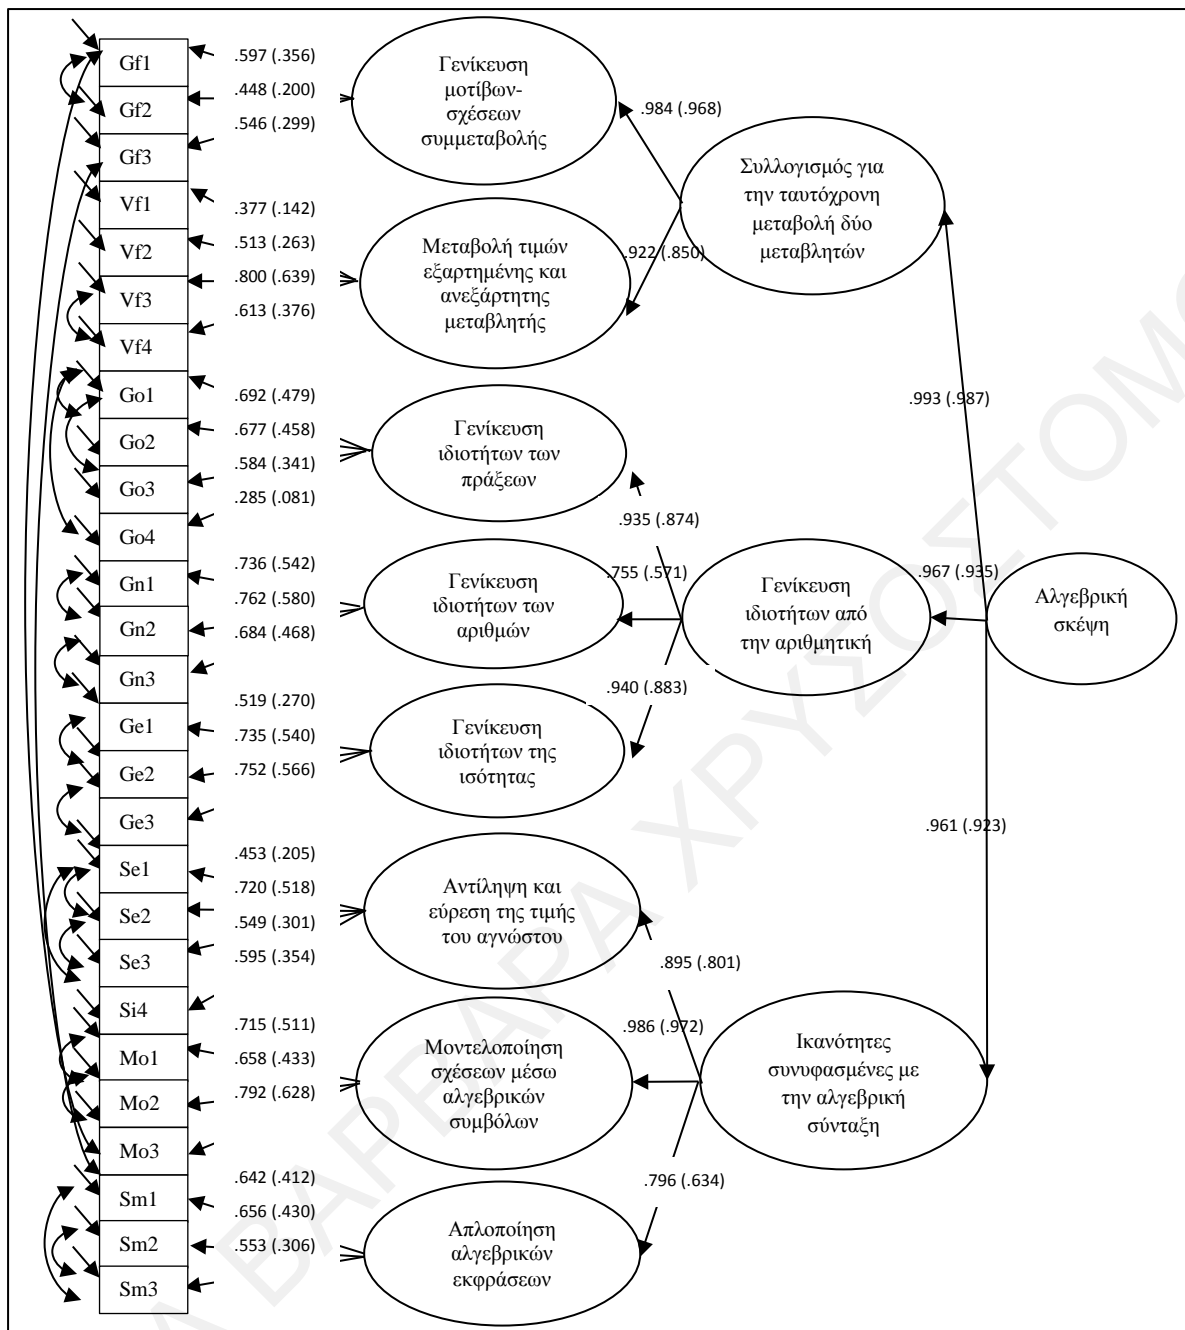 Gf1
Gf2
Gf3
Vf1
Vf2
Vf3
Vf4
Go1
Go2
Go3
Go4
Gn1
Gn2
Gn3
Ge1
Ge2
Ge3
Se1
Se2
Se3
Si4
Mo1
Mo2
Mo3
Sm1
Sm2
Sm3
.597 (.356)
.448 (.200)
.546 (.299)
.377 (.142)
.513 (.263)
.800 (.639)
.613 (.376)
.692 (.479)
.677 (.458)
.584 (.341)
.285 (.081)
.736 (.542)
.762 (.580)
.684 (.468)
.519 (.270)
.735 (.540)
.752 (.566)
.453 (.205)
.720 (.518)
.549 (.301)
.595 (.354)
.715 (.511)
.658 (.433)
.792 (.628)
.642 (.412)
.656 (.430)
.553 (.306)
Γενίκευση
μοτίβων-
σχέσεων
συμμεταβολής
Μεταβολή τιμών
εξαρτημένης και
ανεξάρτητης
μεταβλητής
Γενίκευση
ιδιοτήτων των
πράξεων
Γενίκευση
ιδιοτήτων των
αριθμών
Γενίκευση
ιδιοτήτων της
ισότητας
Αντίληψη και
εύρεση της τιμής
του αγνώστου
Μοντελοποίηση
σχέσεων μέσω
αλγεβρικών
συμβόλων
Απλοποίηση
αλγεβρικών
εκφράσεων
.984 (.968)
.922 (.850)
.935 (.874)
.755 (.571)
.940 (.883)
.895 (.801)
.986 (.972)
.796 (.634)
Συλλογισμός για
την ταυτόχρονη
μεταβολή δύο
μεταβλητών
Γενίκευση
ιδιοτήτων από
την αριθμητική
Ικανότητες
συνυφασμένες με
την αλγεβρική
σύνταξη
.993 (.987)
.967 (.935)
.961 (.923)
Αλγεβρική
σκέψη
ΒΑΡΒΑΡΑ ΧΡΥΣΟΣΤΟΜΟ